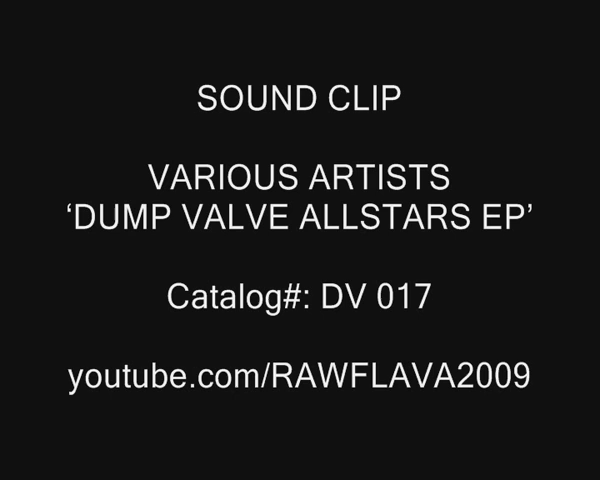 SOUND CLIP
VARIOUS ARTISTS
‘DUMP VALVE ALLSTARS EP’
Catalog#: DV 017
youtube.com/RAWFLAVA2009